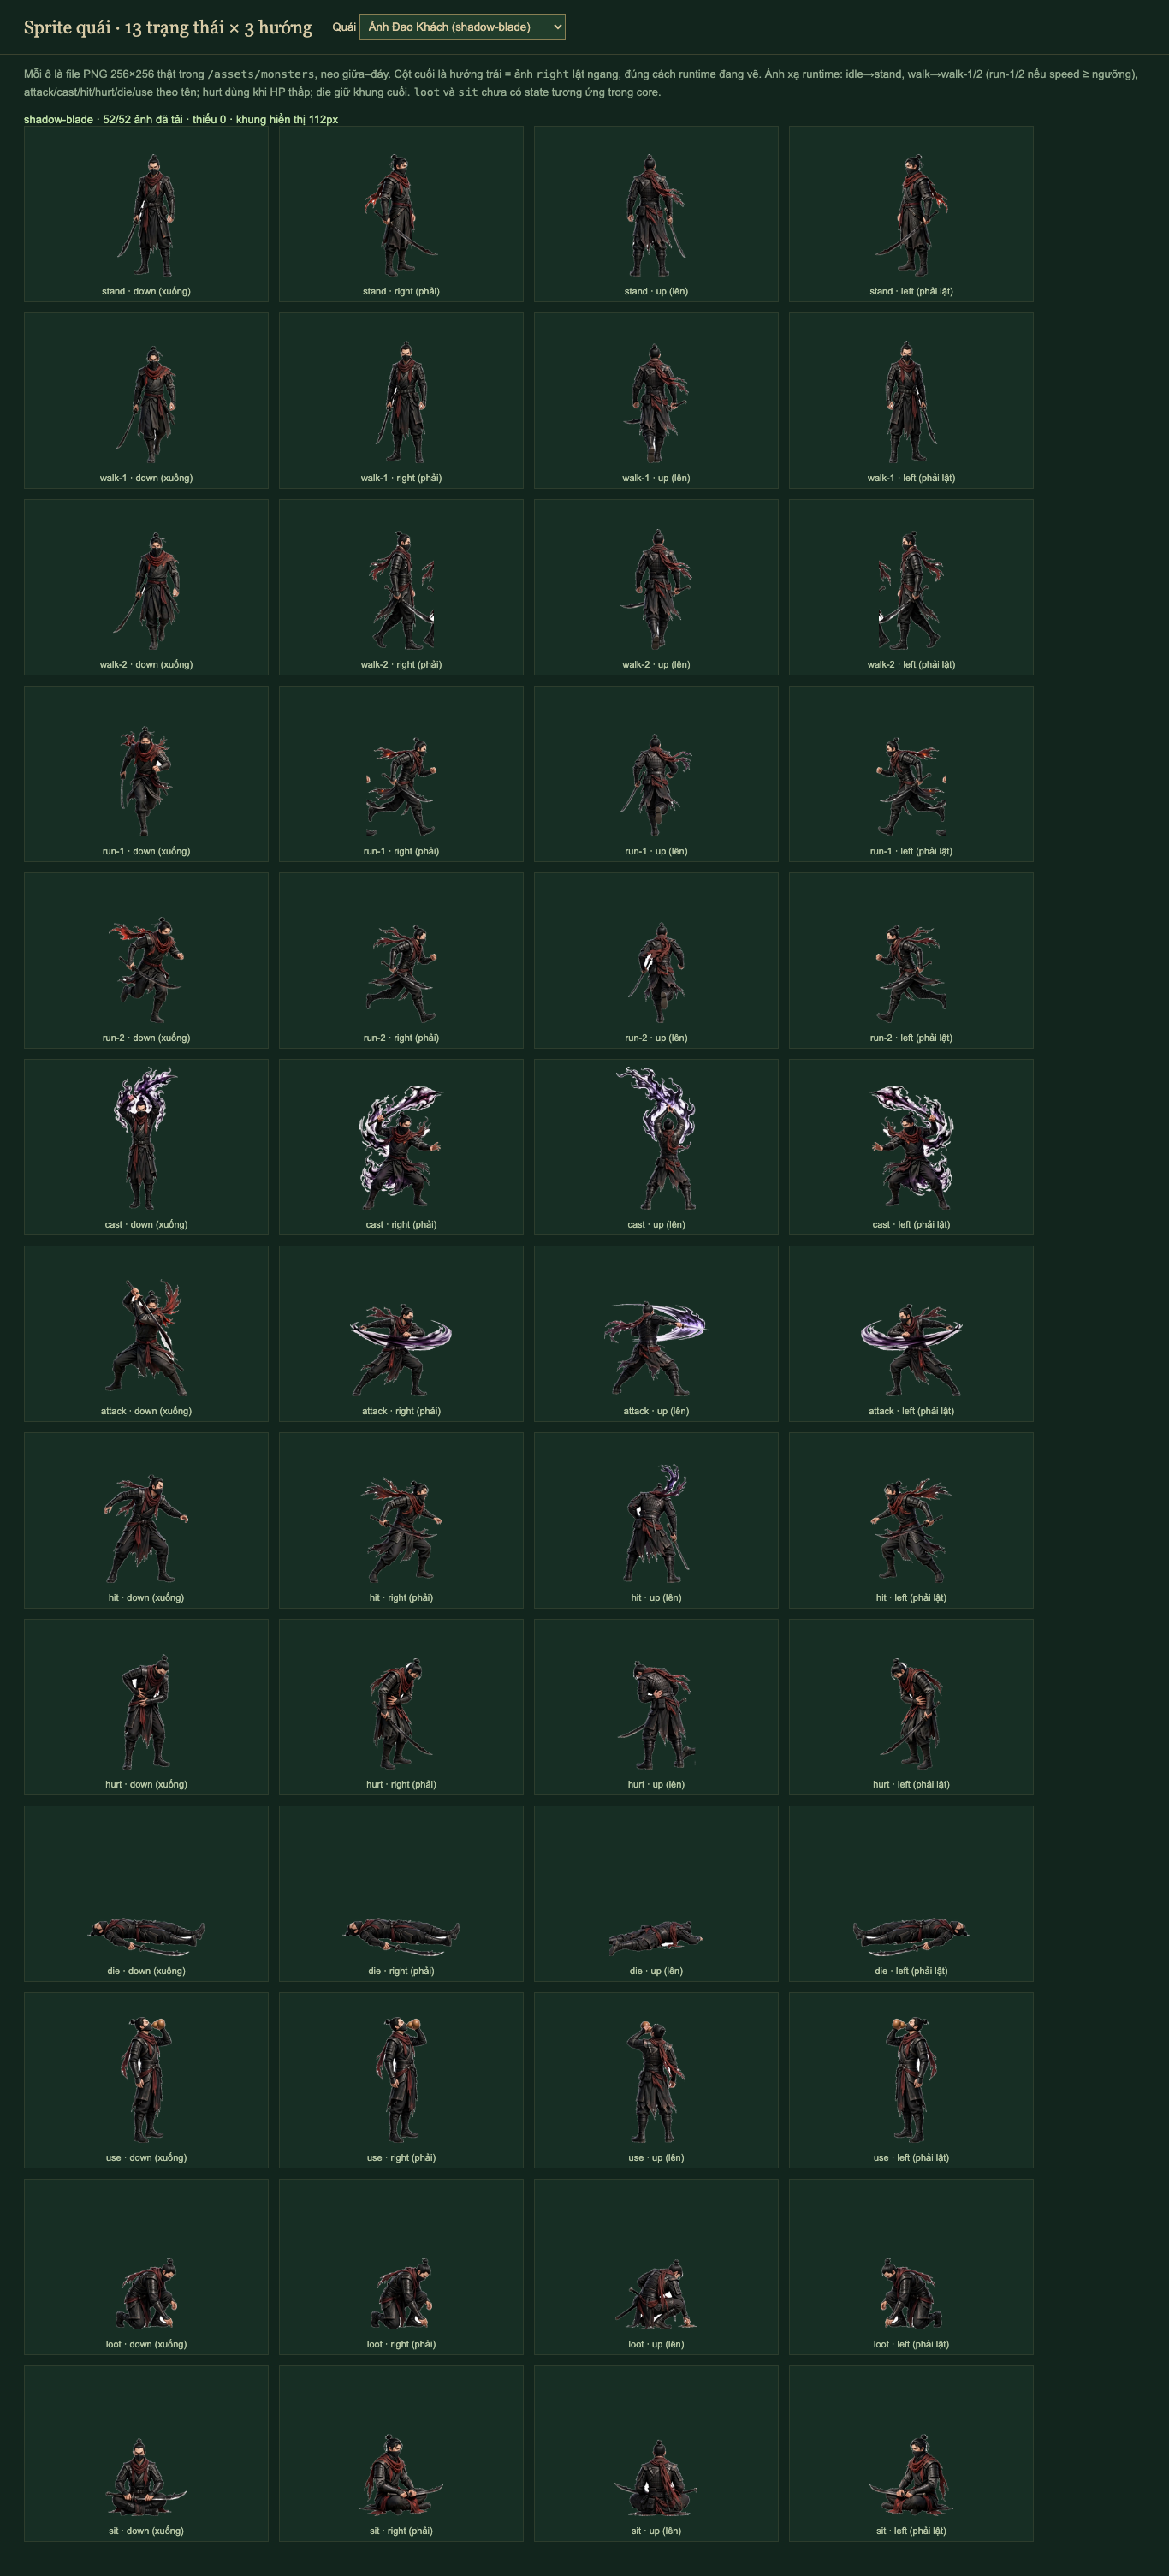 Sprite quái · 13 trạng thái × 3 hướng
Quái
Ảnh Đao Khách (shadow-blade)
Mỗi ô là file PNG 256×256 thật trong /assets/monsters, neo giữa–đáy. Cột cuối là hướng trái = ảnh right lật ngang, đúng cách runtime đang vẽ. Ánh xạ runtime: idle→stand, walk→walk-1/2 (run-1/2 nếu speed ≥ ngưỡng),
attack/cast/hit/hurt/die/use theo tên; hurt dùng khi HP thấp; die giữ khung cuối. loot và sit chưa có state tương ứng trong core.
shadow-blade · 52/52 ảnh đã tải · thiếu 0 · khung hiển thị 112px
stand · down (xuống)
stand · right (phải)
stand · up (lên)
stand · left (phải lật)
walk-1 · down (xuống)
walk-1 · right (phải)
walk-1 · up (lên)
walk-1 · left (phải lật)
walk-2 · down (xuống)
walk-2 · right (phải)
walk-2 · up (lên)
walk-2 · left (phải lật)
run-1 · down (xuống)
run-1 · right (phải)
run-1 · up (lên)
run-1 · left (phải lật)
run-2 · down (xuống)
run-2 · right (phải)
run-2 · up (lên)
run-2 · left (phải lật)
cast · down (xuống)
cast · right (phải)
cast · up (lên)
cast · left (phải lật)
attack · down (xuống)
attack · right (phải)
attack · up (lên)
attack · left (phải lật)
hit · down (xuống)
hit · right (phải)
hit · up (lên)
hit · left (phải lật)
hurt · down (xuống)
hurt · right (phải)
hurt · up (lên)
hurt · left (phải lật)
die · down (xuống)
die · right (phải)
die · up (lên)
die · left (phải lật)
use · down (xuống)
use · right (phải)
use · up (lên)
use · left (phải lật)
loot · down (xuống)
loot · right (phải)
loot · up (lên)
loot · left (phải lật)
sit · down (xuống)
sit · right (phải)
sit · up (lên)
sit · left (phải lật)